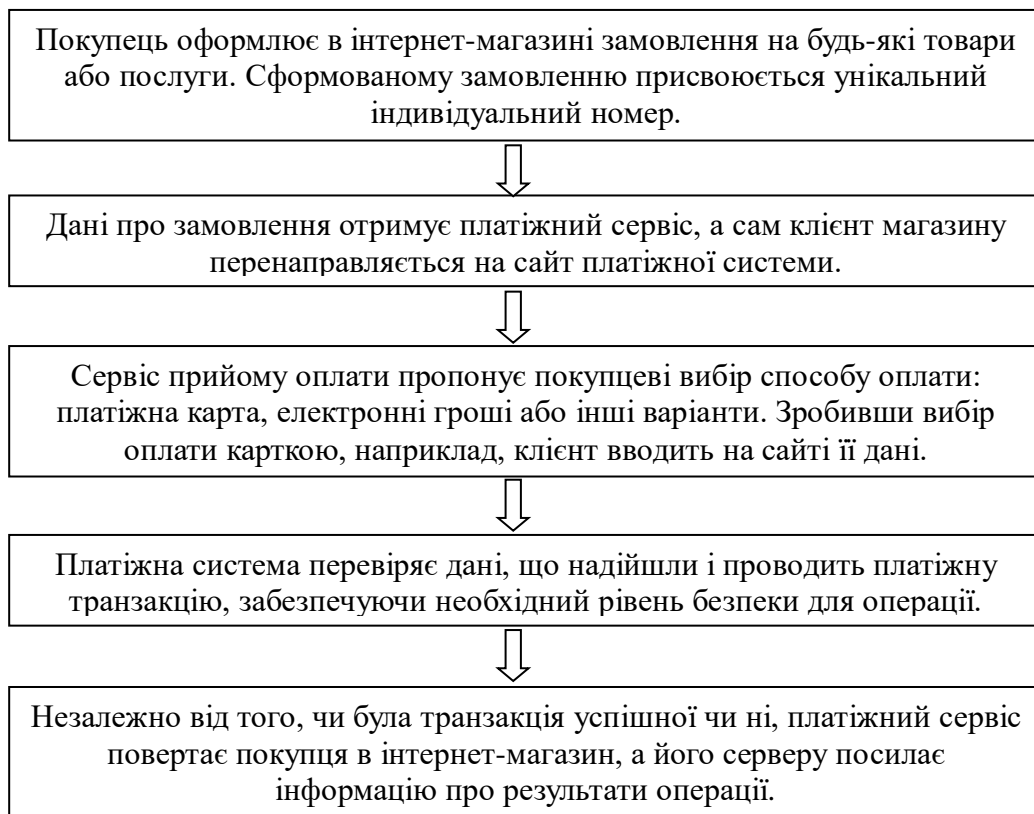 Покупець оформлює в інтернет-магазині замовлення на будь-які товари
або послуги. Сформованому замовленню присвоюється унікальний
індивідуальний номер.
Дані про замовлення отримує платіжний сервіс, а сам клієнт магазину
перенаправляється на сайт платіжної системи.
Сервіс прийому оплати пропонує покупцеві вибір способу оплати:
платіжна карта, електронні гроші або інші варіанти. Зробивши вибір
оплати карткою, наприклад, клієнт вводить на сайті її дані.
Платіжна система перевіряє дані, що надійшли і проводить платіжну
транзакцію, забезпечуючи необхідний рівень безпеки для операції.
Незалежно від того, чи була транзакція успішної чи ні, платіжний сервіс
повертає покупця в інтернет-магазин, а його серверу посилає
інформацію про результати операції.